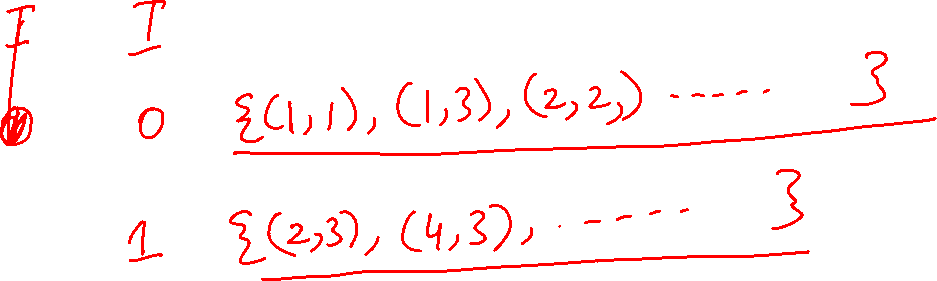 I
0 {(1,1), (1,3), (2,2,) ...... }
1 {(2,3), (4,3), ...... }